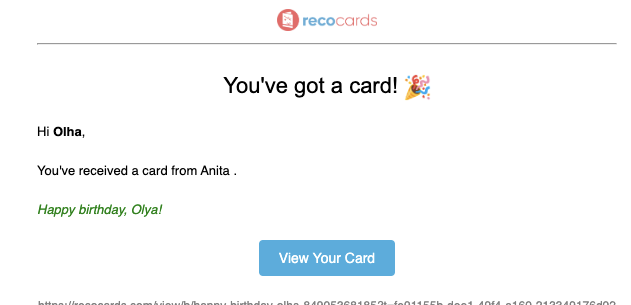 recocards
You've got a card! 🎉
Hi Olha,
You've received a card from Anita .
Happy birthday, Olya!
View Your Card